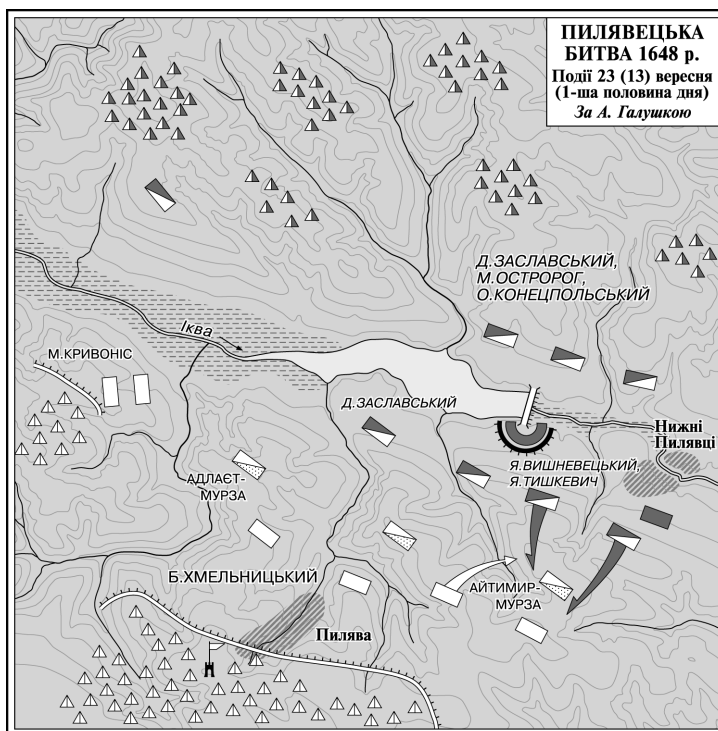 ПИЛЯВЕЦЬКА
БИТВА 1648 р.
Події 23 (13) вересня
(1-ша половина дня)
За А. Галушкою
Д.ЗАСЛАВСЬКИЙ,
М.ОСТРОРОГ,
О.КОНЕЦПОЛЬСЬКИЙ
Іква
М.КРИВОНІС
Д.ЗАСЛАВСЬКИЙ
Нижні
Пилявці
Я.ВИШНЕВЕЦЬКИЙ,
Я.ТИШКЕВИЧ
АДЛАЄТ-
МУРЗА
Б.ХМЕЛЬНИЦЬКИЙ
АЙТИМИР-
МУРЗА
Пилява